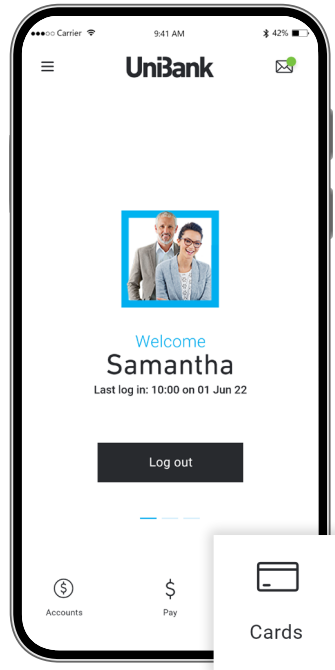 Carrier 9:41 AM 42%
UniBank
Welcome
Samantha
Last log in: 10:00 on 01 Jun 22
Log out
Accounts Pay
Cards